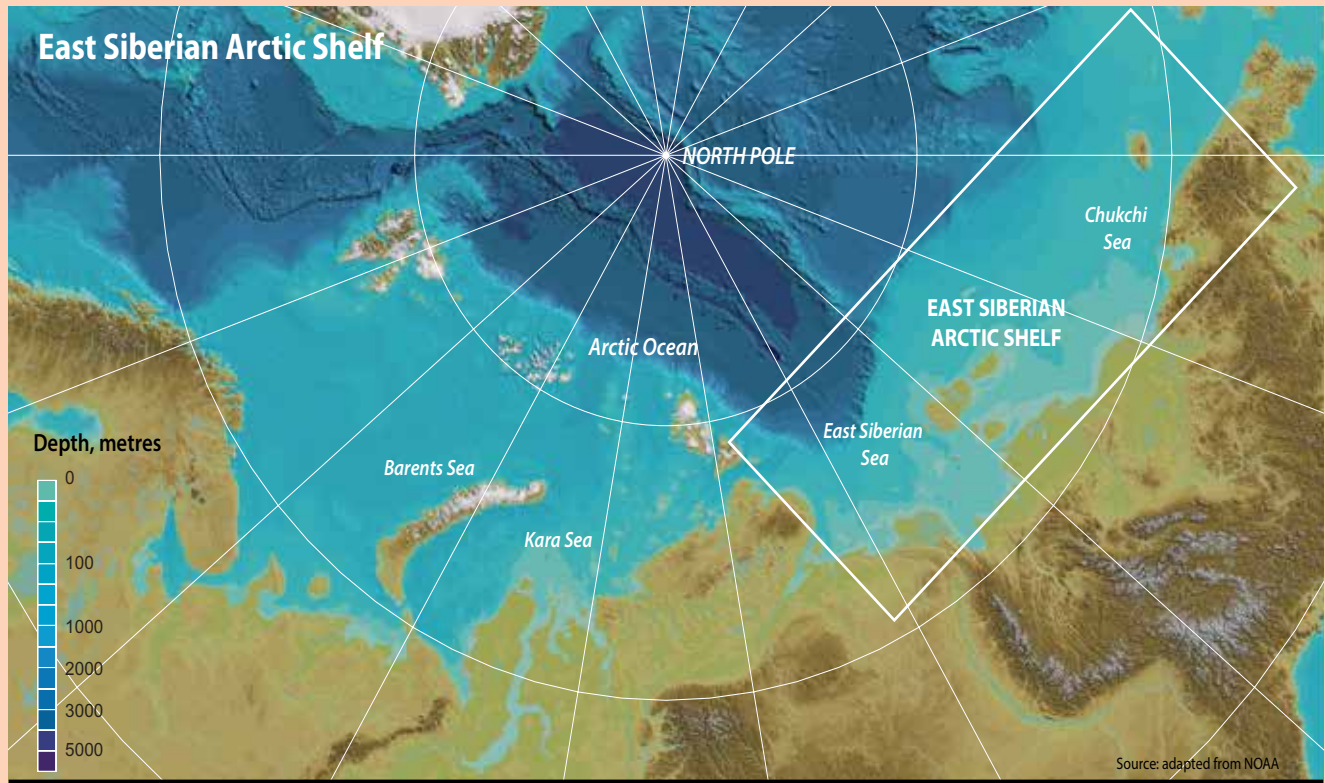 East Siberian Arctic Shelf
NORTH POLE
Chukchi
Sea
EAST SIBERIAN
ARCTIC SHELF
Arctic Ocean
East Siberian
Sea
Barents Sea
Kara Sea
Depth, metres
0
100
1000
2000
3000
5000
Source: adapted from NOAA